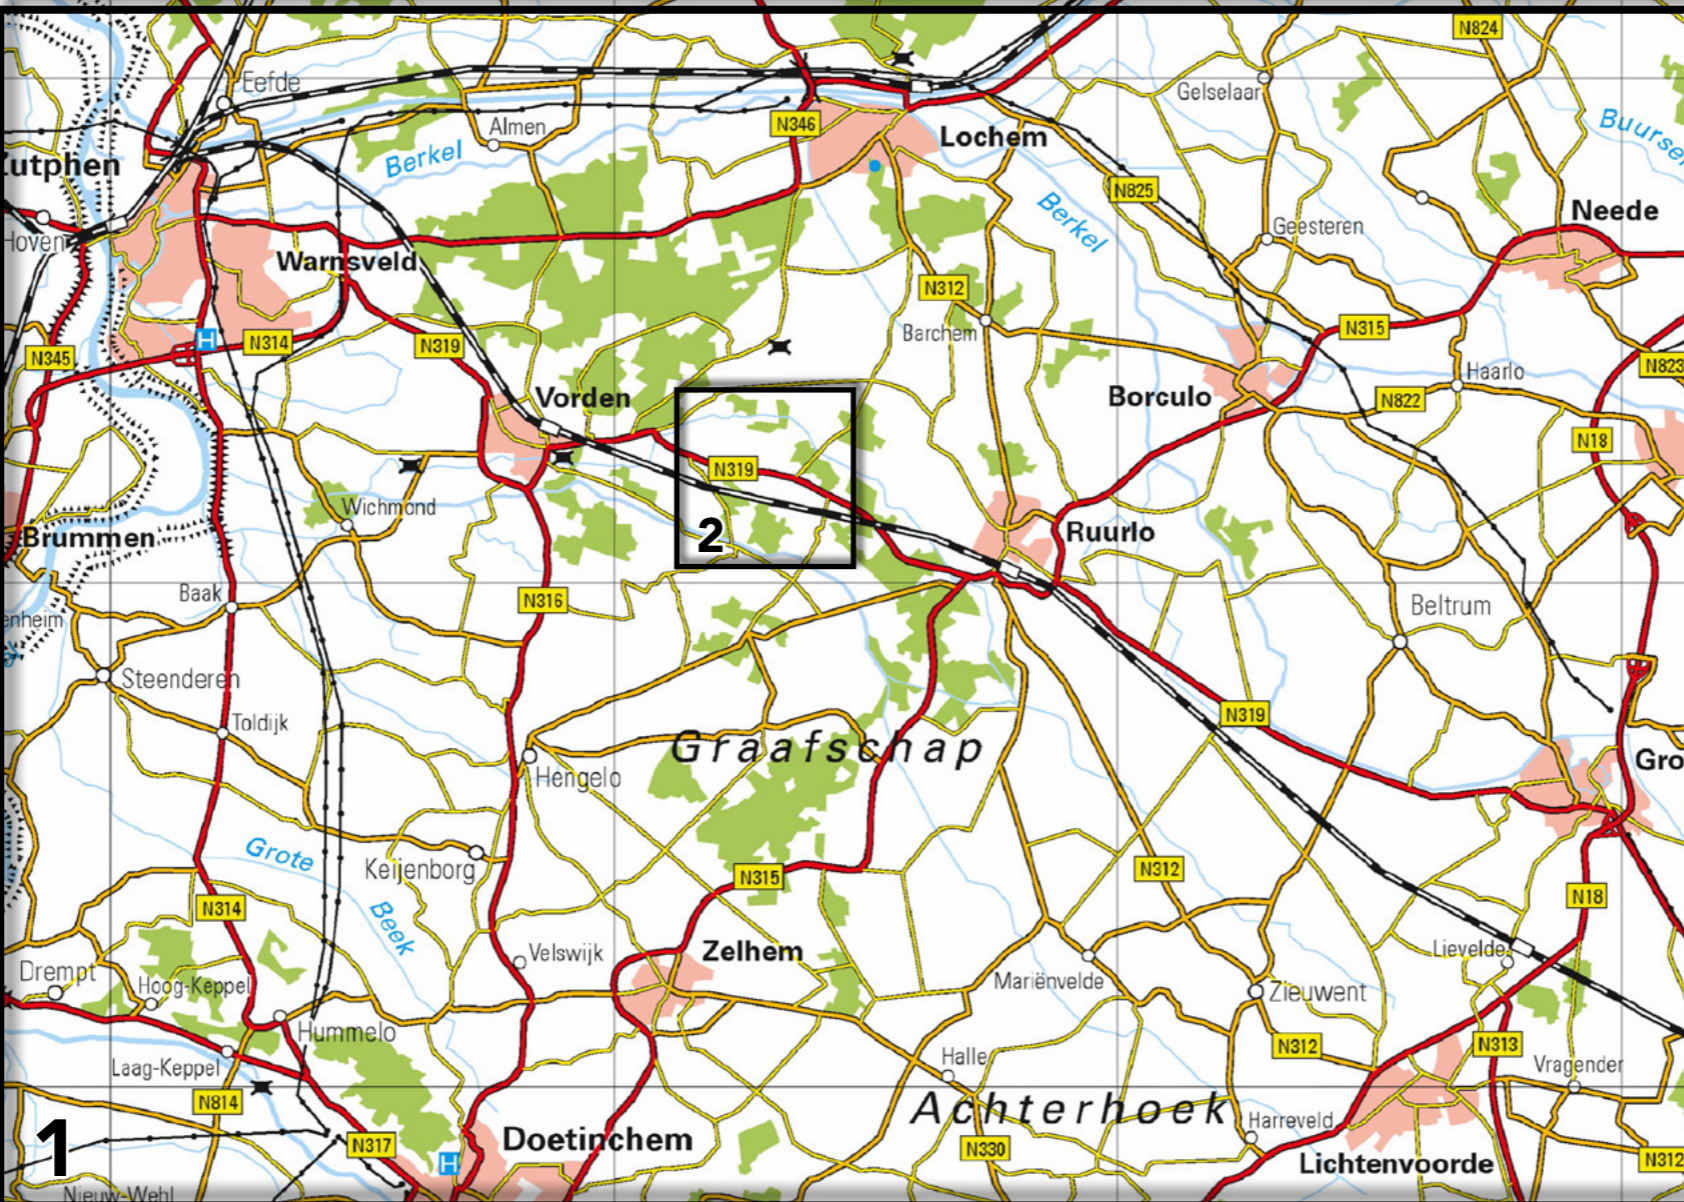 N824
Eefde
Gelselaar
Almen
N346
Lochem
Buurse
Berkel
Zutphen
N825
Berkel
Neede
Hoven
Geesteren
Warnsveld
N312
N315
Barchem
H
N314
N319
N345
N823
Haarlo
Vorden
Borculo
N822
N18
N319
Wichmond
2
Ruurlo
Brummen
Baak
N316
Beltrum
enheim
Steenderen
N319
Toldijk
Graafschap
Gro
Hengelo
Grote
Keijenborg
N312
N315
N18
N314
Beek
Zelhem
Lievelde
Velswijk
Drempt
Hoog-Keppel
Mariënvelde
Zieuwent
Hummelo
N312
N313
Halle
Vragender
Laag-Keppel
N814
Achterhoek
Harreveld
1
N317
Doetinchem
N330
H
Lichtenvoorde
N312
Nieuw-Wehl